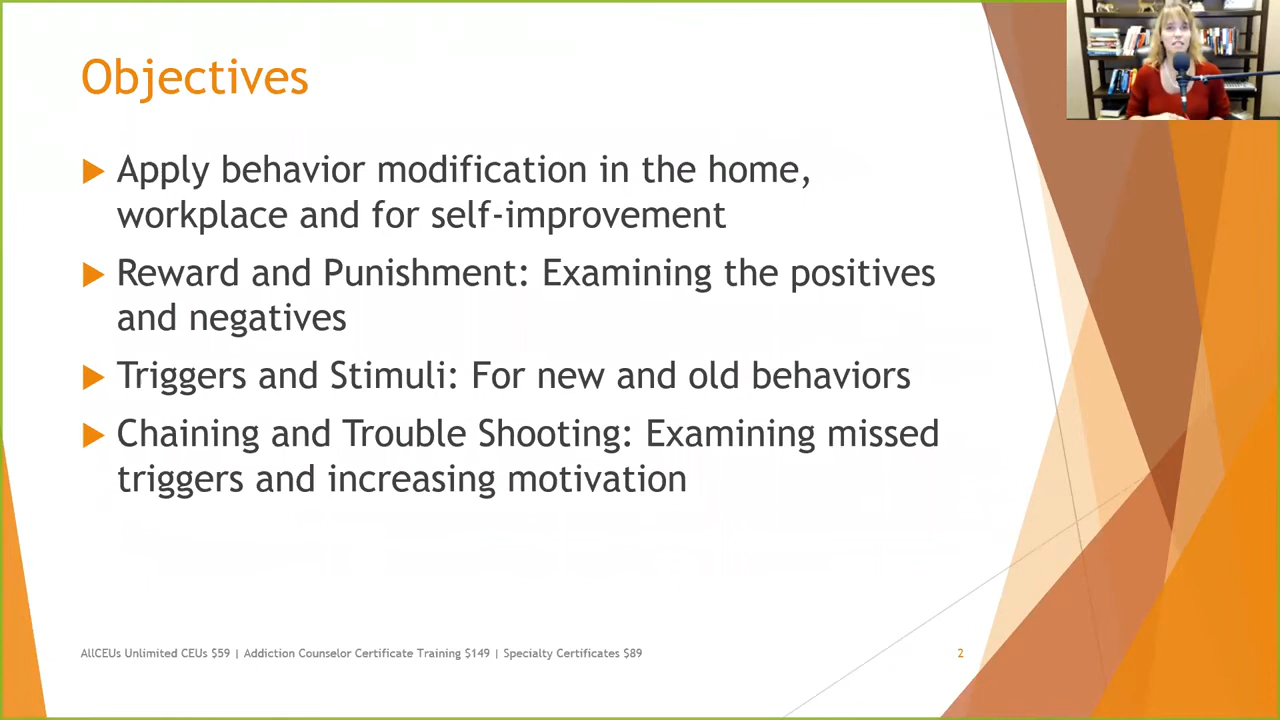 Objectives
Apply behavior modification in the home,
workplace and for self-improvement
Reward and Punishment: Examining the positives
and negatives
Triggers and Stimuli: For new and old behaviors
Chaining and Trouble Shooting: Examining missed
triggers and increasing motivation
AllCEUs Unlimited CEUs $59 | Addiction Counselor Certificate Training $149 | Specialty Certificates $89
2